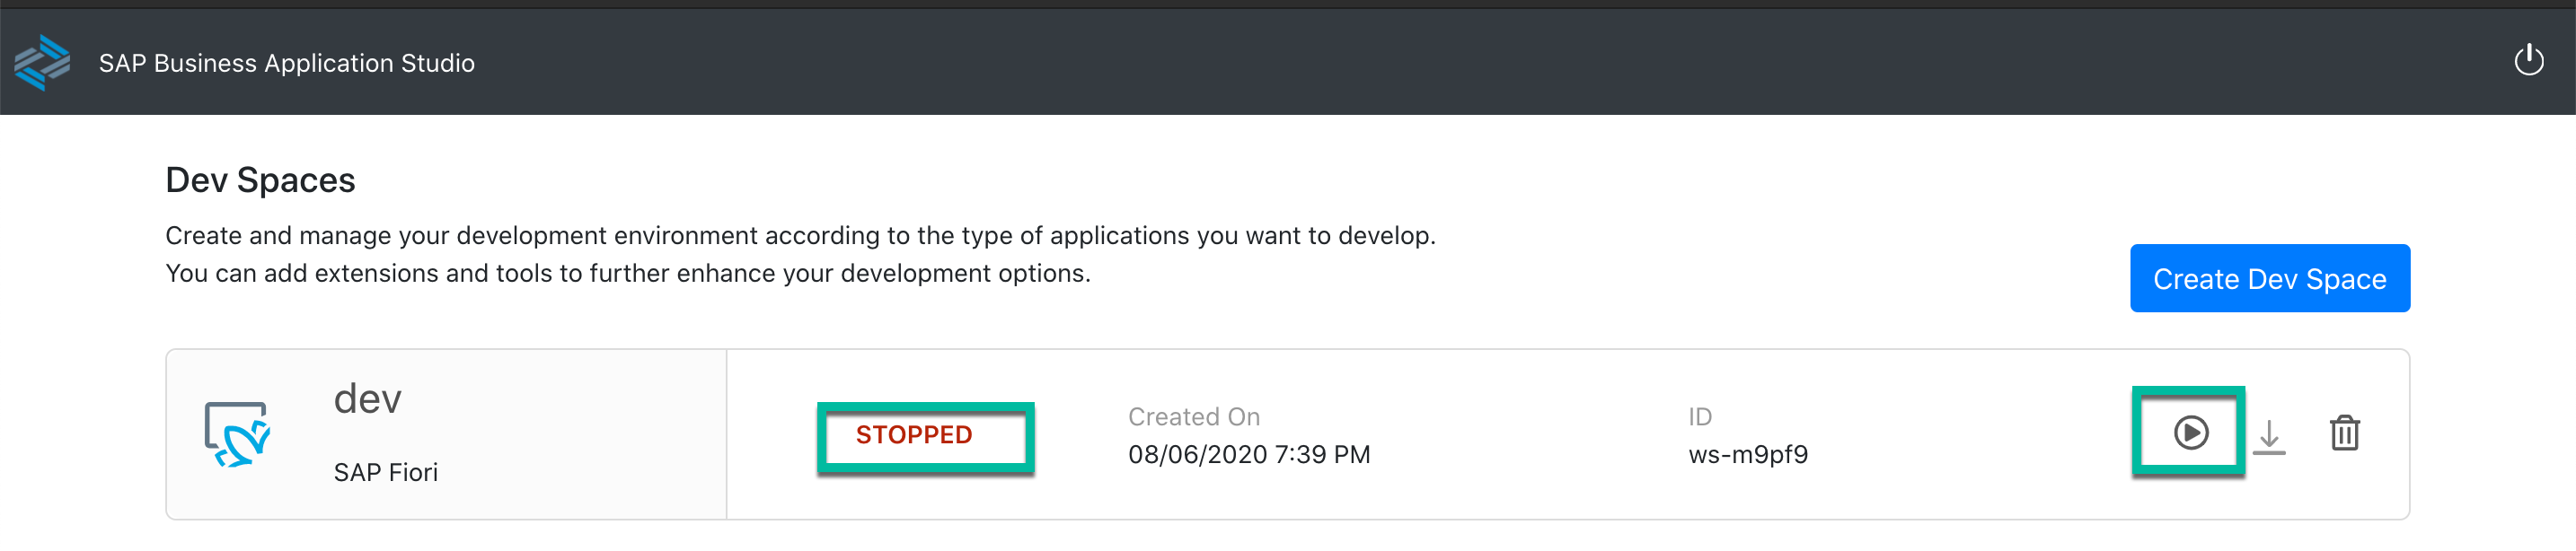 SAP Business Application Studio
Dev Spaces
Create and manage your development environment according to the type of applications you want to develop.
You can add extensions and tools to further enhance your development options.
Create Dev Space
dev
SAP Fiori
STOPPED
Created On
08/06/2020 7:39 PM
ID
ws-m9pf9